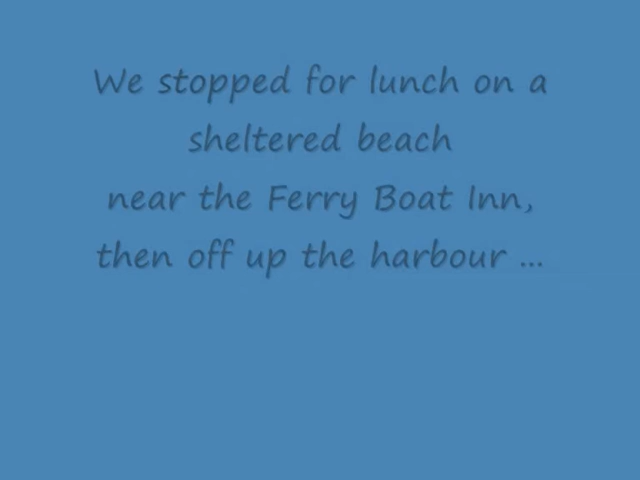 We stopped for lunch on a
sheltered beach
near the Ferry Boat Inn,
then off up the harbour ...